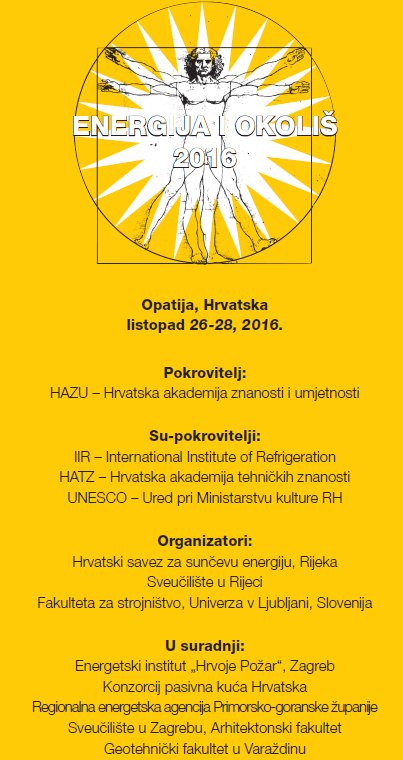 ENERGIJA I OKOLIŠ
2016
Opatija, Hrvatska
listopad 26-28, 2016.
Pokrovitelj:
HAZU – Hrvatska akademija znanosti i umjetnosti
Su-pokrovitelji:
IIR – International Institute of Refrigeration
HATZ – Hrvatska akademija tehničkih znanosti
UNESCO – Ured pri Ministarstvu kulture RH
Organizatori:
Hrvatski savez za sunčevu energiju, Rijeka
Sveučilište u Rijeci
Fakulteta za strojništvo, Univerza v Ljubljani, Slovenija
U suradnji:
Energetski institut „Hrvoje Požar“, Zagreb
Konzorcij pasivna kuća Hrvatska
Regionalna energetska agencija Primorsko-goranske županije
Sveučilište u Zagrebu, Arhitektonski fakultet
Geotehnički fakultet u Varaždinu